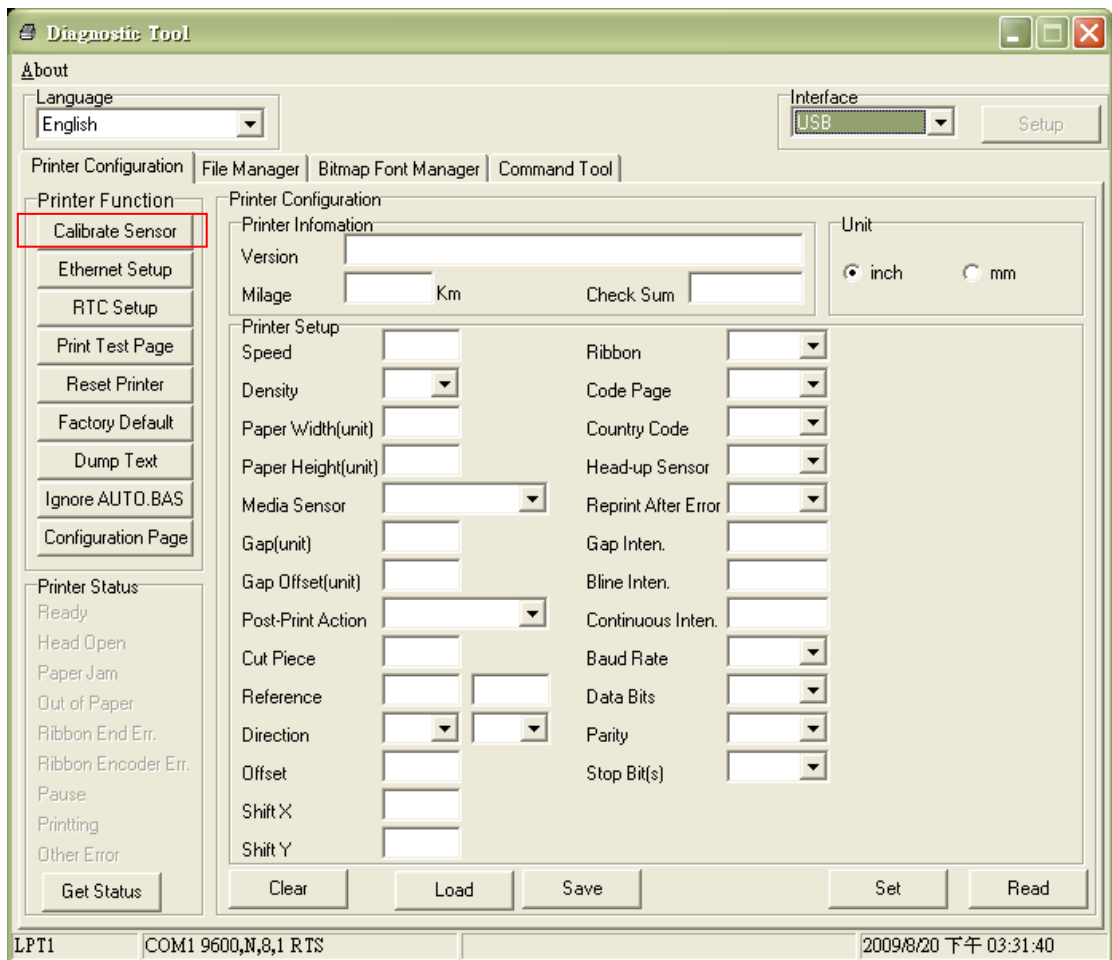 Diagnostic Tool
About
Language
English
Interface
USB
Setup
Printer Configuration
File Manager
Bitmap Font Manager
Command Tool
Printer Function
Calibrate Sensor
Ethernet Setup
RTC Setup
Print Test Page
Reset Printer
Factory Default
Dump Text
Ignore AUTO.BAS
Configuration Page
Printer Status
Ready
Head Open
Paper Jam
Out of Paper
Ribbon End Err.
Ribbon Encoder Err.
Pause
Printting
Other Error
Get Status
Printer Configuration
Printer Infomation
Version
Milage
Km
Check Sum
Unit
inch
mm
Printer Setup
Speed
Density
Paper Width(unit)
Paper Height(unit)
Media Sensor
Gap(unit)
Gap Offset(unit)
Post-Print Action
Cut Piece
Reference
Direction
Offset
Shift X
Shift Y
Ribbon
Code Page
Country Code
Head-up Sensor
Reprint After Error
Gap Inten.
Bline Inten.
Continuous Inten.
Baud Rate
Data Bits
Parity
Stop Bit(s)
Clear
Load
Save
Set
Read
LPT1
COM1 9600,N,8,1 RTS
2009/8/20 下午 03:31:40